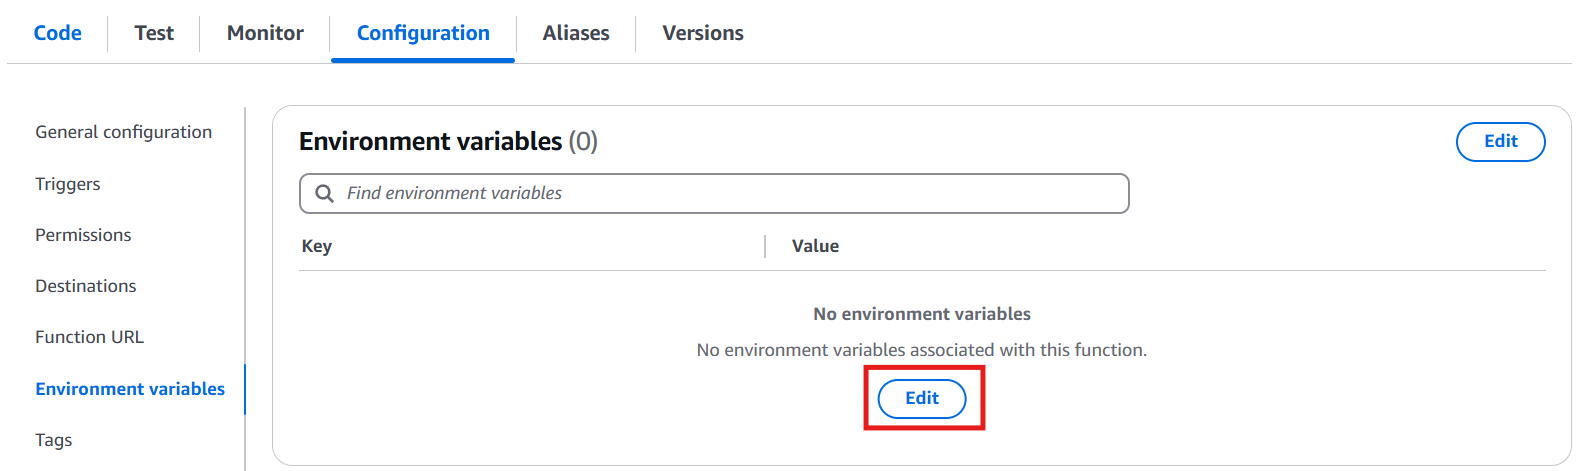 Code Test Monitor Configuration Aliases Versions
General configuration
Triggers
Permissions
Destinations
Function URL
Environment variables
Tags
Environment variables (0)
Edit
Find environment variables
Key Value
No environment variables
No environment variables associated with this function.
Edit